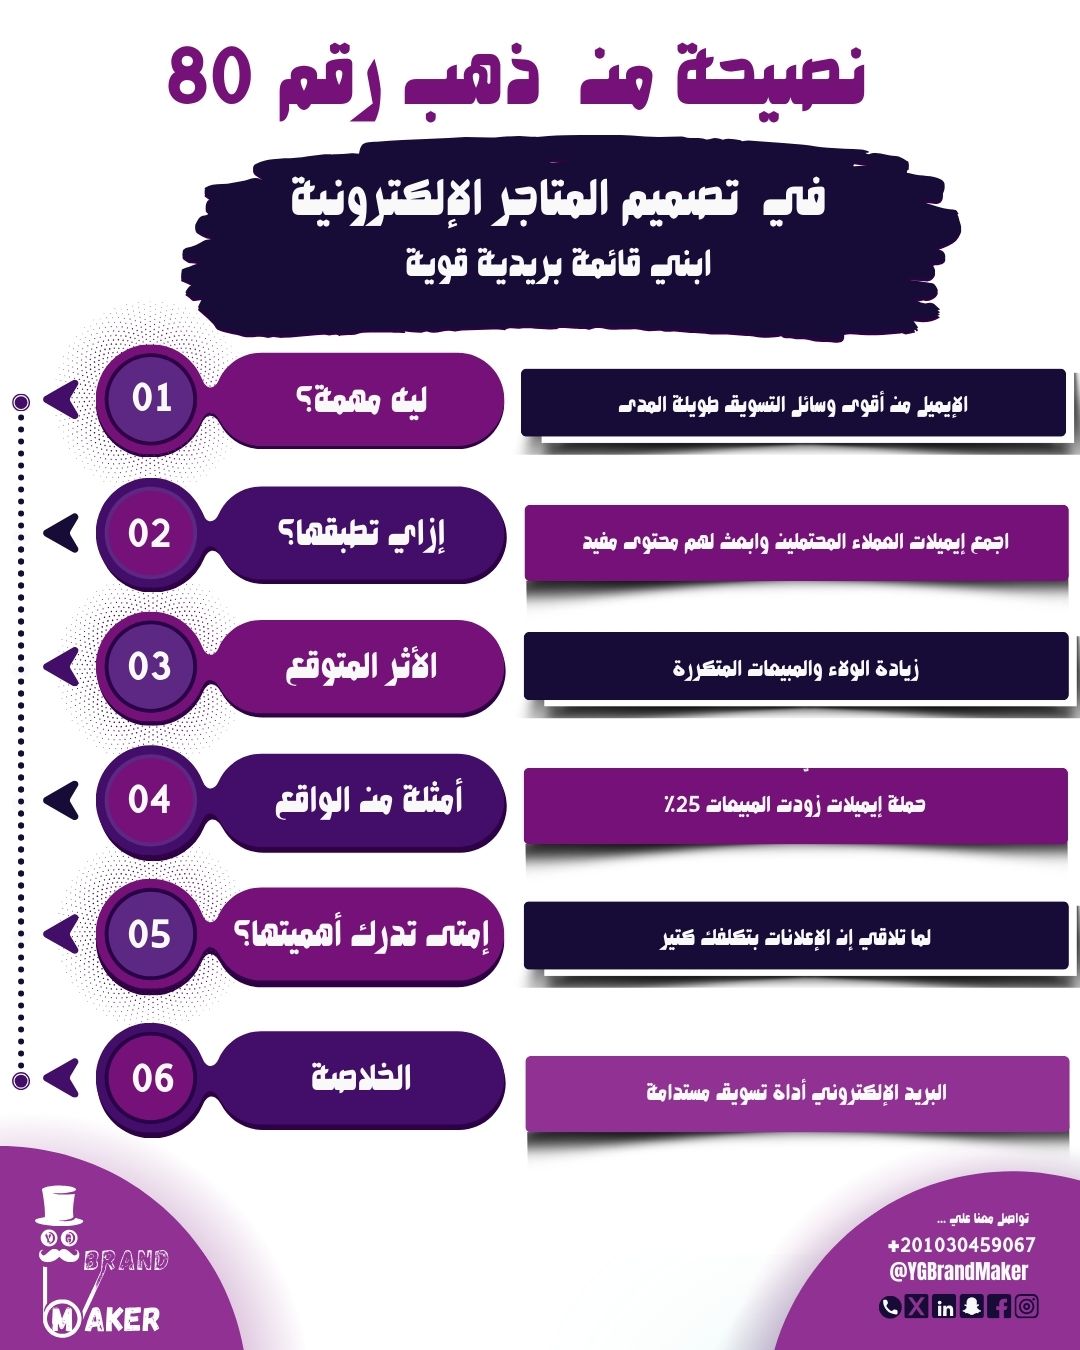 نصيحة من ذهب رقم 80
في تصميم المتاجر الإلكترونية
ابني قائمة بريدية قوية
01
ليه مهمة؟
الإيميل من أقوى وسائل التسويق طويلة المدى
02
إزاي تطبقها؟
اجمع إيميلات العملاء المحتملين وابعث لهم محتوى مفيد
03
الأثر المتوقع
زيادة الولاء والمبيعات المتكررة
04
أمثلة من الواقع
حملة إيميلات زودت المبيعات 25٪
05
إمتى تدرك أهميتها؟
لما تلاقي إن الإعلانات بتكلفك كتير
06
الخلاصة
البريد الإلكتروني أداة تسويق مستدامة
BRAND
MAKER
تواصل معنا علي ...
+201030459067
@YGBrandMaker